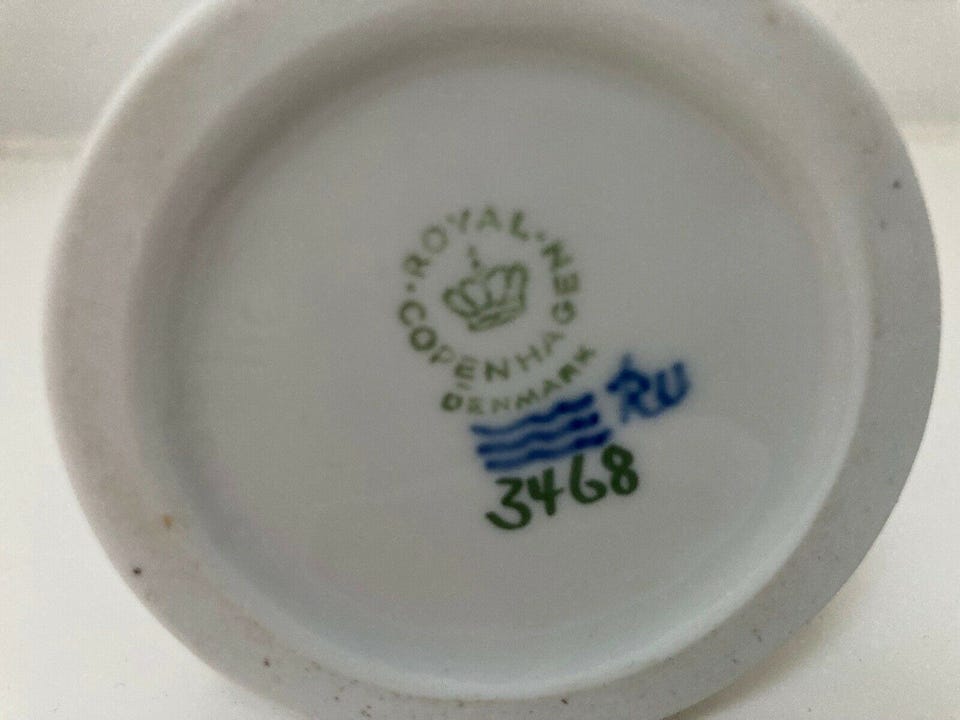 ROYAL · COPENHAGEN ·
DENMARK
RU
3468